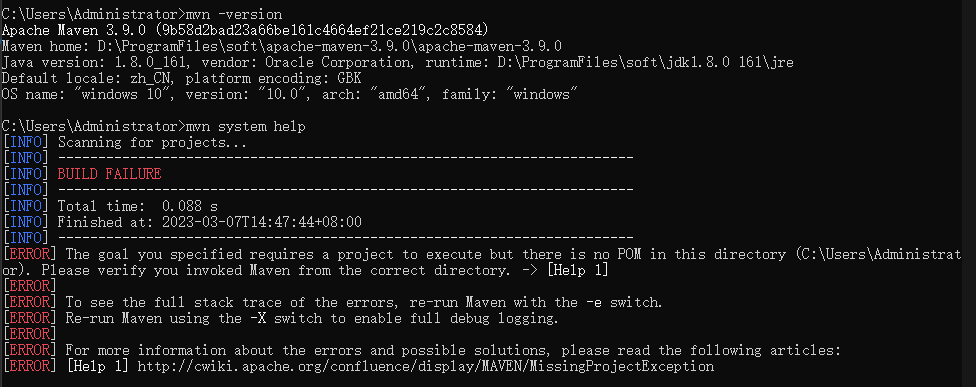 C:\Users\Administrator>mvn -version
Apache Maven 3.9.0 (9b58d2bad23a66be161c4664ef21ce219c2c8584)
Maven home: D:\ProgramFiles\soft\apache-maven-3.9.0\apache-maven-3.9.0
Java version: 1.8.0_161, vendor: Oracle Corporation, runtime: D:\ProgramFiles\soft\jdk1.8.0 161\jre
Default locale: zh_CN, platform encoding: GBK
OS name: "windows 10", version: "10.0", arch: "amd64", family: "windows"
C:\Users\Administrator>mvn system help
[INFO] Scanning for projects...
[INFO] ------------------------------------------------------------------------
[INFO] BUILD FAILURE
[INFO] ------------------------------------------------------------------------
[INFO] Total time:  0.088 s
[INFO] Finished at: 2023-03-07T14:47:44+08:00
[INFO] ------------------------------------------------------------------------
[ERROR] The goal you specified requires a project to execute but there is no POM in this directory (C:\Users\Administrat
or). Please verify you invoked Maven from the correct directory. -> [Help 1]
[ERROR]
[ERROR] To see the full stack trace of the errors, re-run Maven with the -e switch.
[ERROR] Re-run Maven using the -X switch to enable full debug logging.
[ERROR]
[ERROR] For more information about the errors and possible solutions, please read the following articles:
[ERROR] [Help 1] http://cwiki.apache.org/confluence/display/MAVEN/MissingProjectException